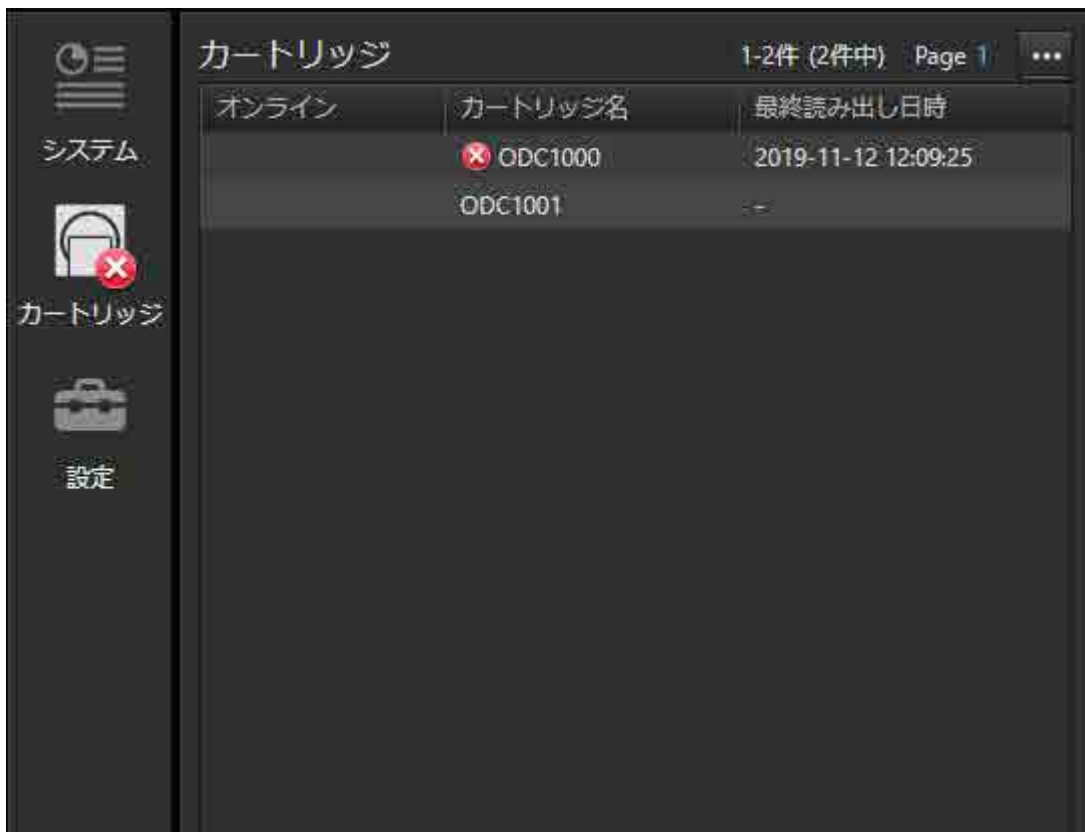 カートリッジ 1-2件 (2件中) Page 1 ...
オンライン カートリッジ名 最終読み出し日時
ODC1000 2019-11-12 12:09:25
ODC1001 -
システム
カートリッジ
設定